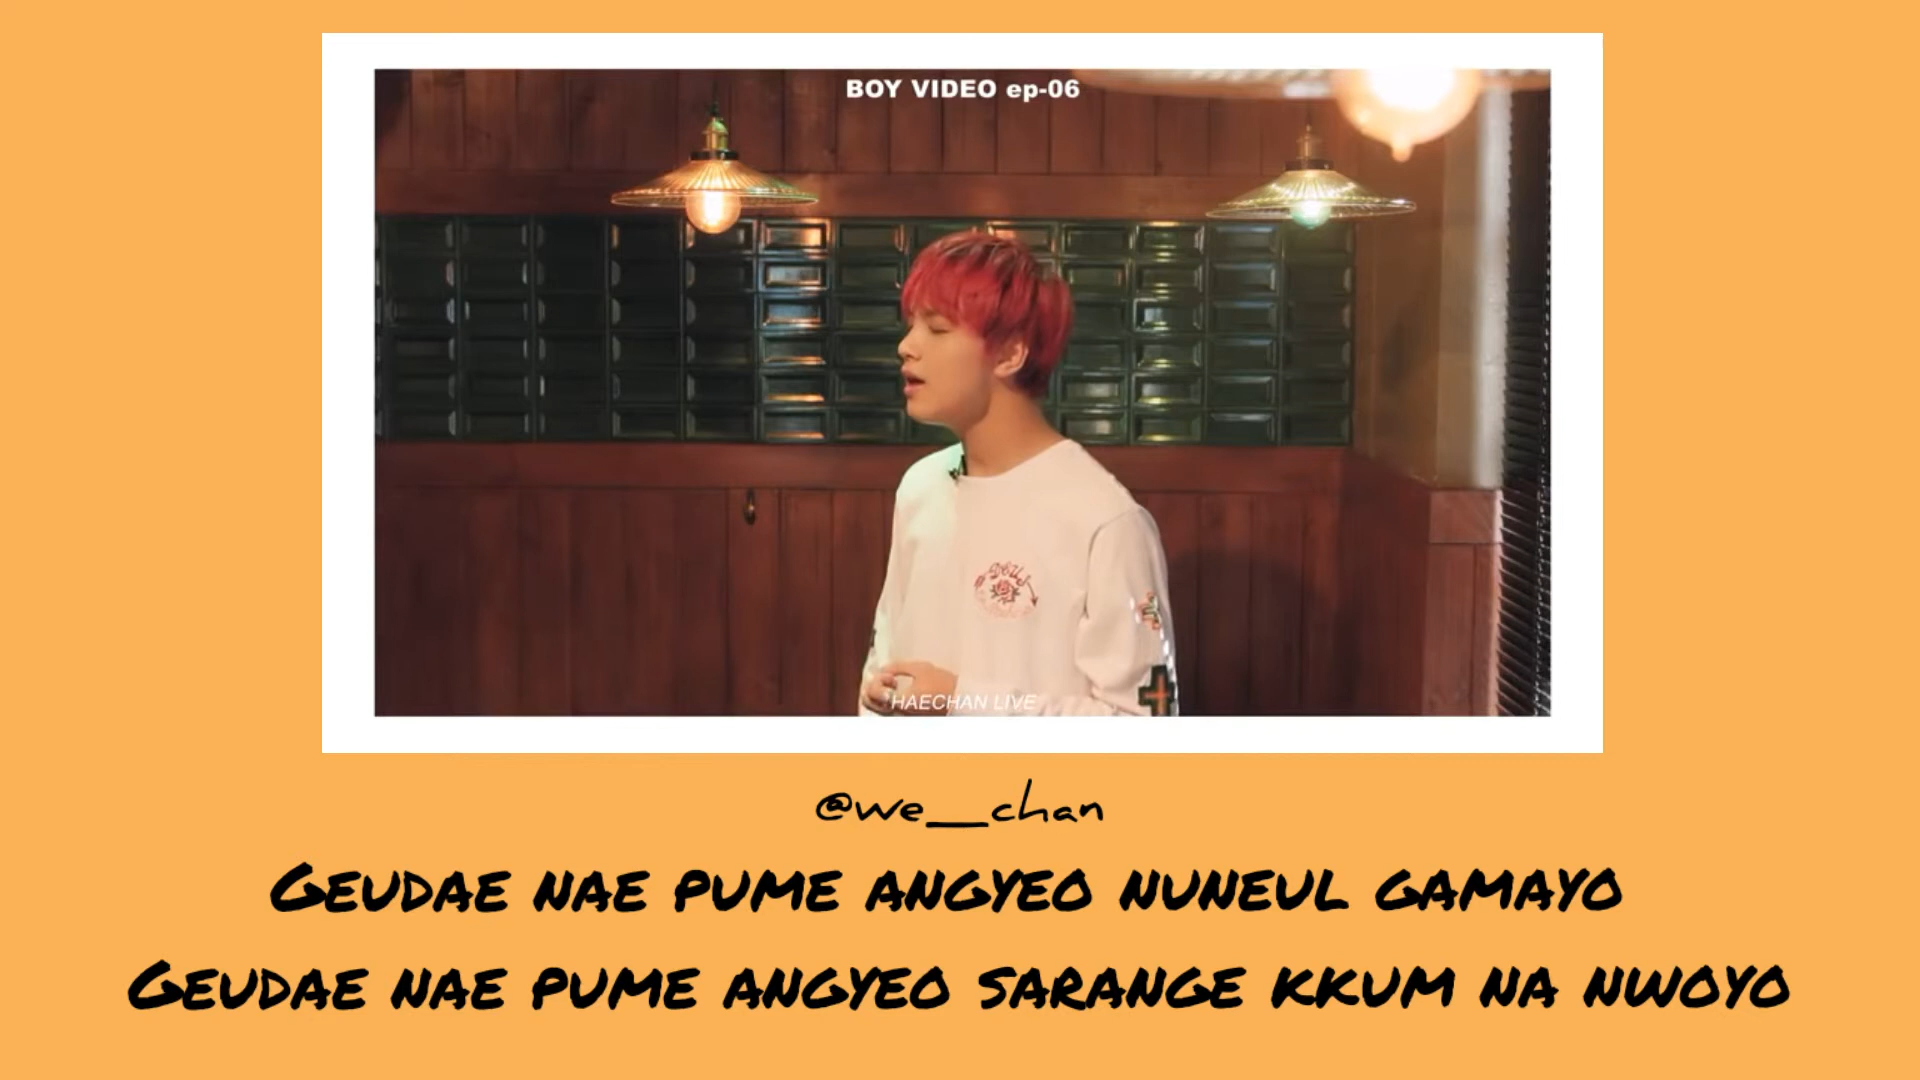 BOY VIDEO ep-06
HAECHAN LIVE
@we__chan
Geudae nae pume angyeo nuneul gamayo
Geudae nae pume angyeo sarange kkum na nwoyo